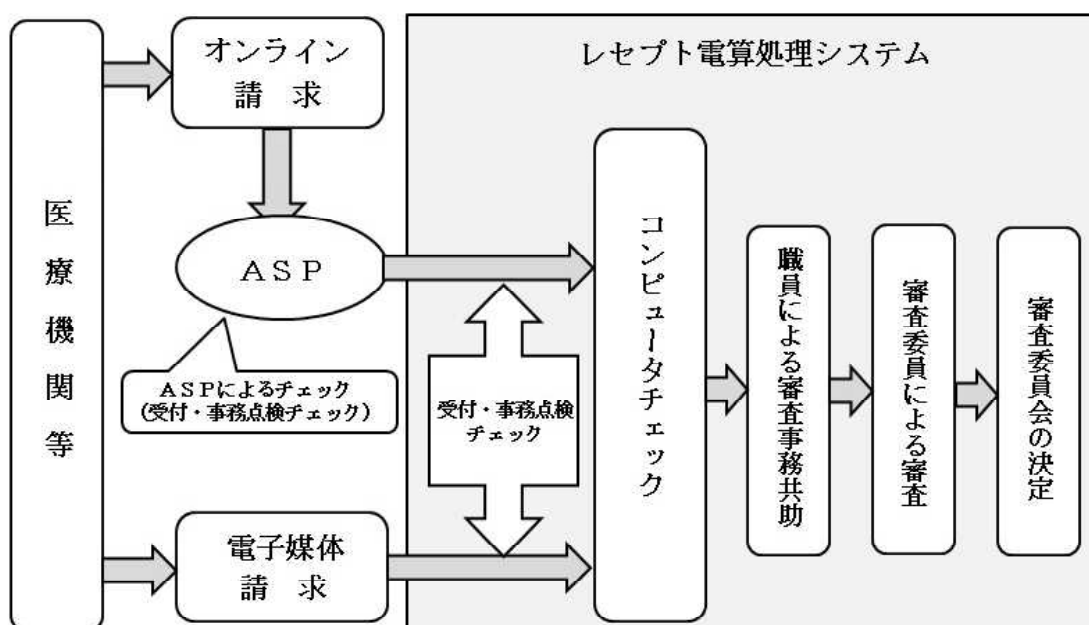 医療機関等
オンライン
請　求
ＡＳＰ
ＡＳＰによるチェック
（受付・事務点検チェック）
電子媒体
請　求
レセプト電算処理システム
受付・事務点検
チェック
コンピュータチェック
職員による審査事務共助
審査委員による審査
審査委員会の決定